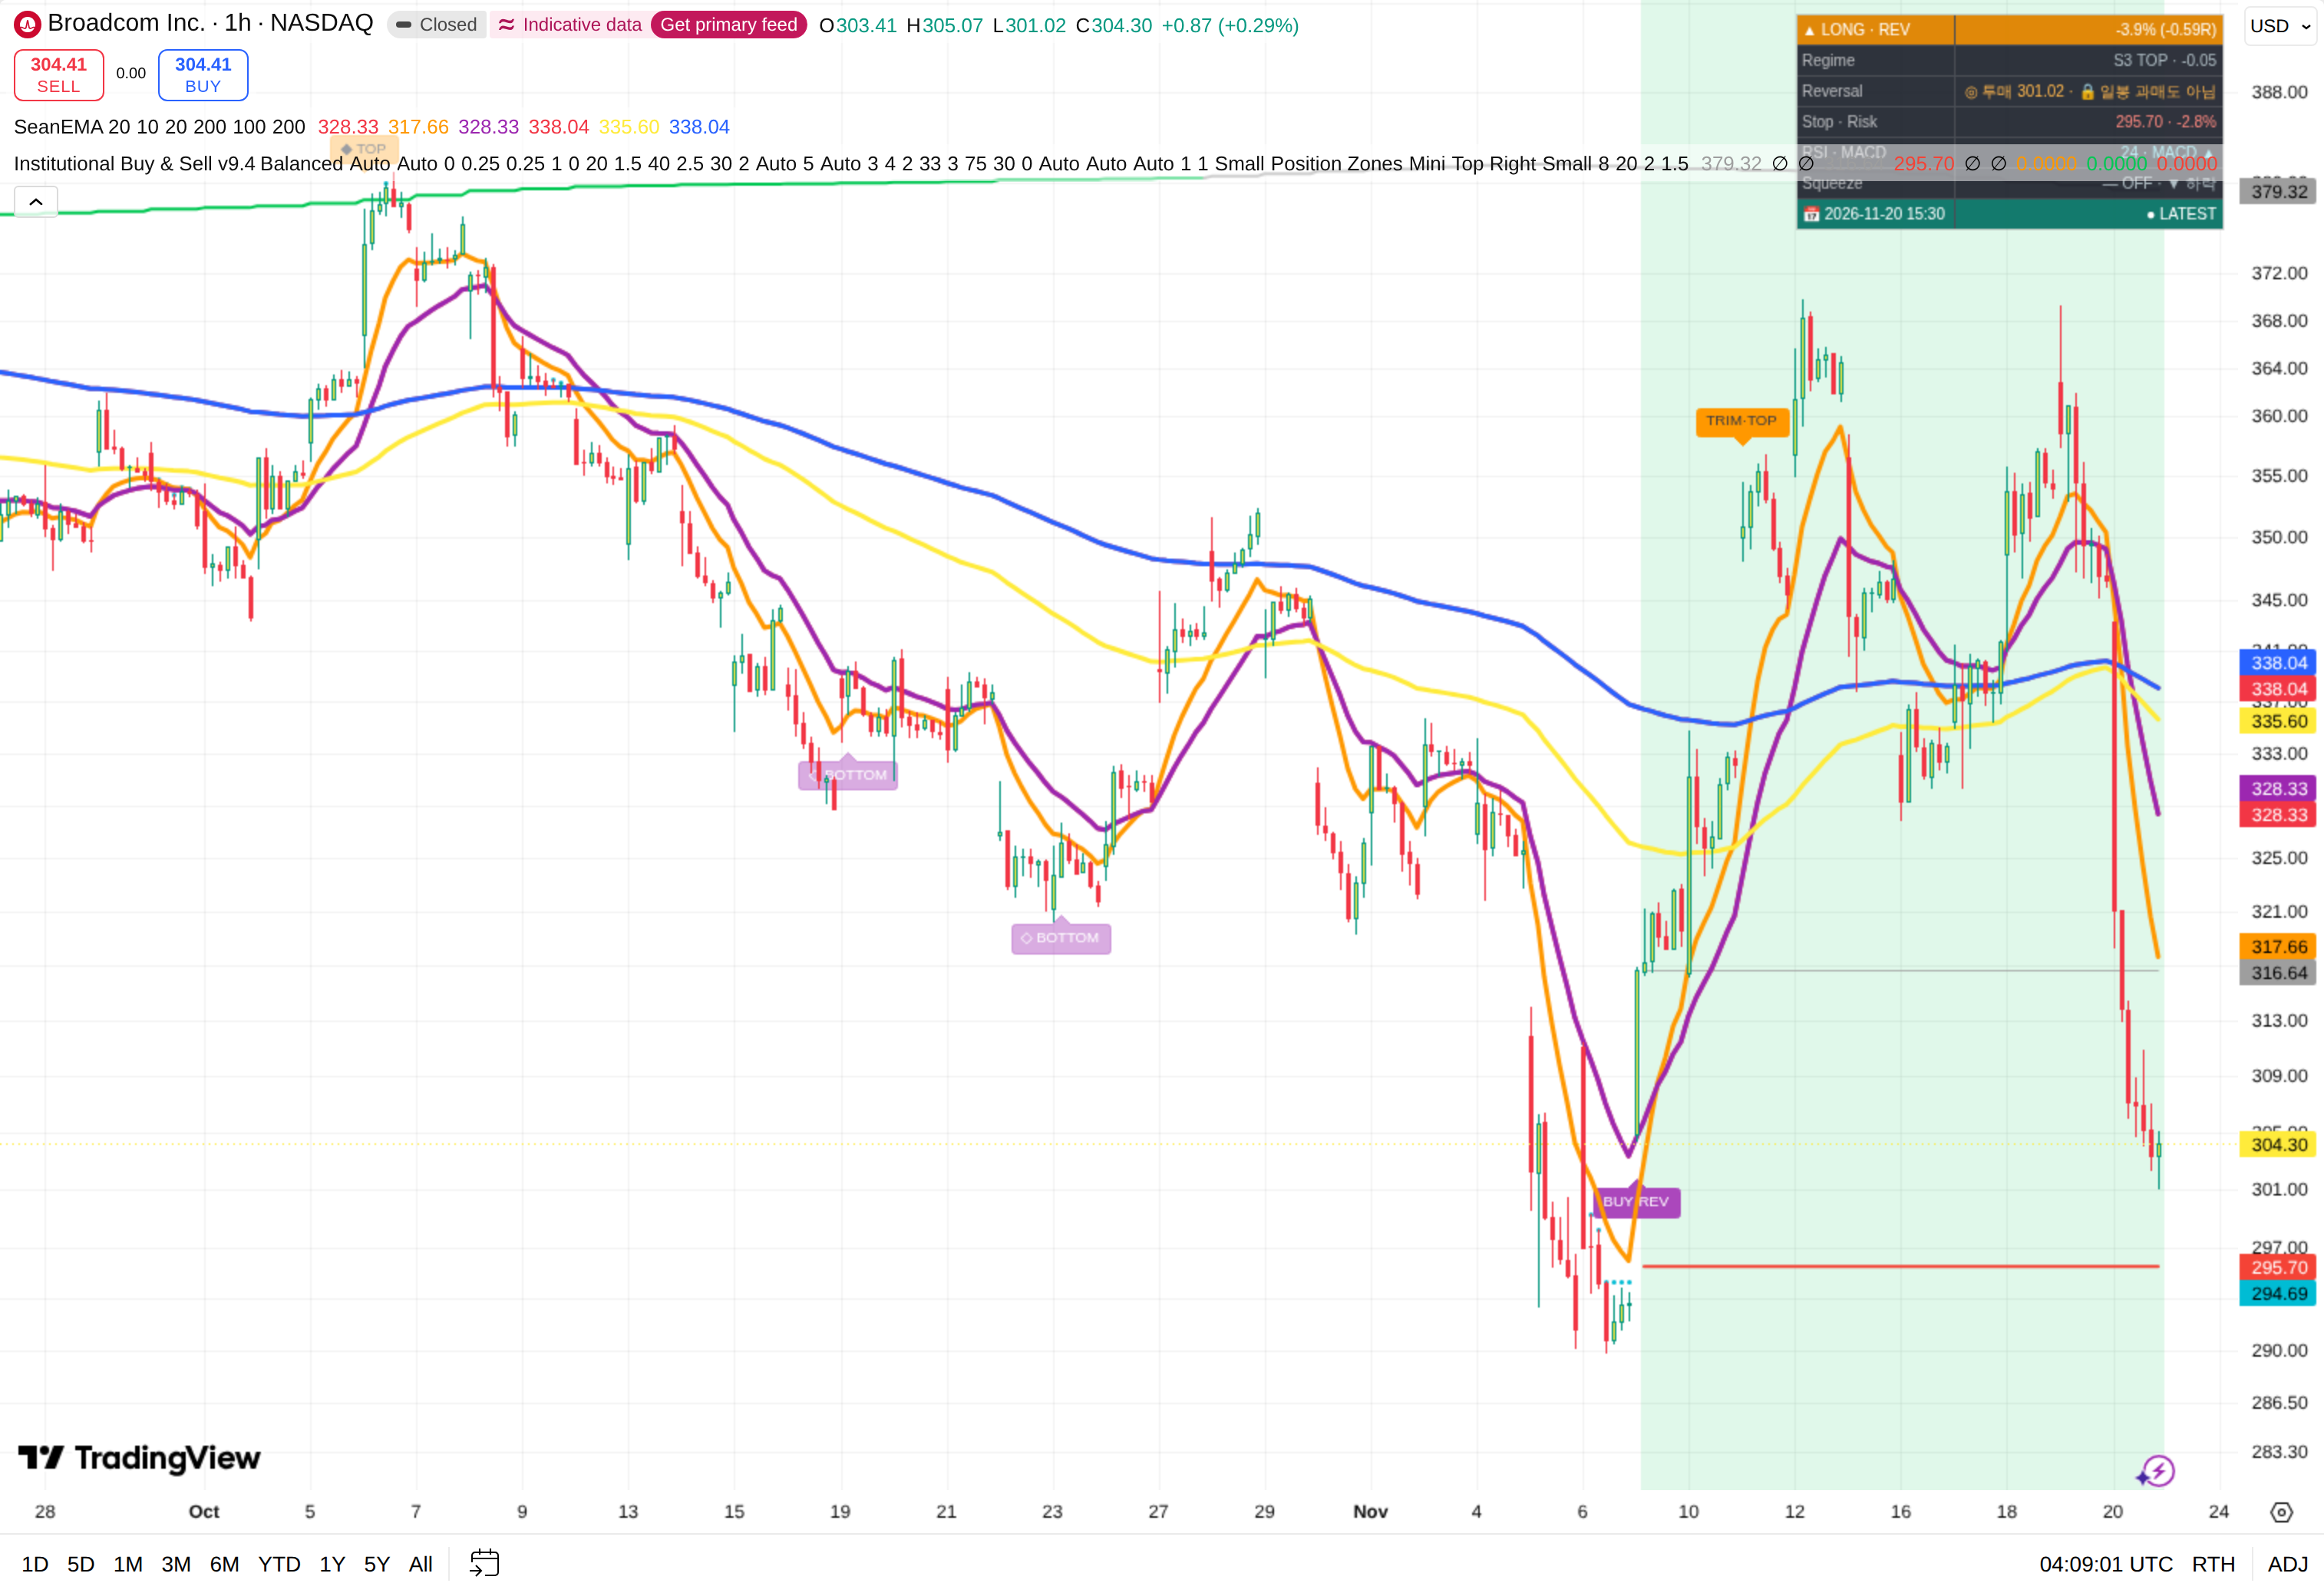 Broadcom Inc. · 1h · NASDAQ
Closed
Indicative data
Get primary feed
O303.41 H305.07 L301.02 C304.30 +0.87 (+0.29%)
304.41
SELL
0.00
304.41
BUY
SeanEMA 20 10 20 200 100 200 328.33 317.66 328.33 338.04 335.60 338.04
◆ TOP
Institutional Buy & Sell v9.4 Balanced Auto Auto 0 0.25 0.25 1 0 20 1.5 40 2.5 30 2 Auto 5 Auto 3 4 2 33 3 75 30 0 Auto Auto Auto 1 1 Small Position Zones Mini Top Right Small 8 20 2 1.5 379.32 ∅ ∅ 295.70 ∅ ∅ 0.0000 0.0000 0.0000
▲ LONG · REV -3.9% (-0.59R)
Regime S3 TOP · -0.05
Reversal ◎ 투매 301.02 · 🔒 일봉 과매도 아님
Stop · Risk 295.70 · -2.8%
RSI · MACD 24 · MACD ▲
Squeeze — OFF · ▼ 하락
📅 2026-11-20 15:30 ● LATEST
USD
388.00
379.32
372.00
368.00
364.00
360.00
355.00
350.00
345.00
338.04
338.04
335.60
333.00
328.33
328.33
325.00
321.00
317.66
316.64
313.00
309.00
304.30
301.00
297.00
295.70
294.69
290.00
286.50
283.30
TRIM·TOP
BOTTOM
◇ BOTTOM
BUY REV
TradingView
28 Oct 5 7 9 13 15 19 21 23 27 29 Nov 4 6 10 12 16 18 20 24
1D 5D 1M 3M 6M YTD 1Y 5Y All
04:09:01 UTC RTH ADJ